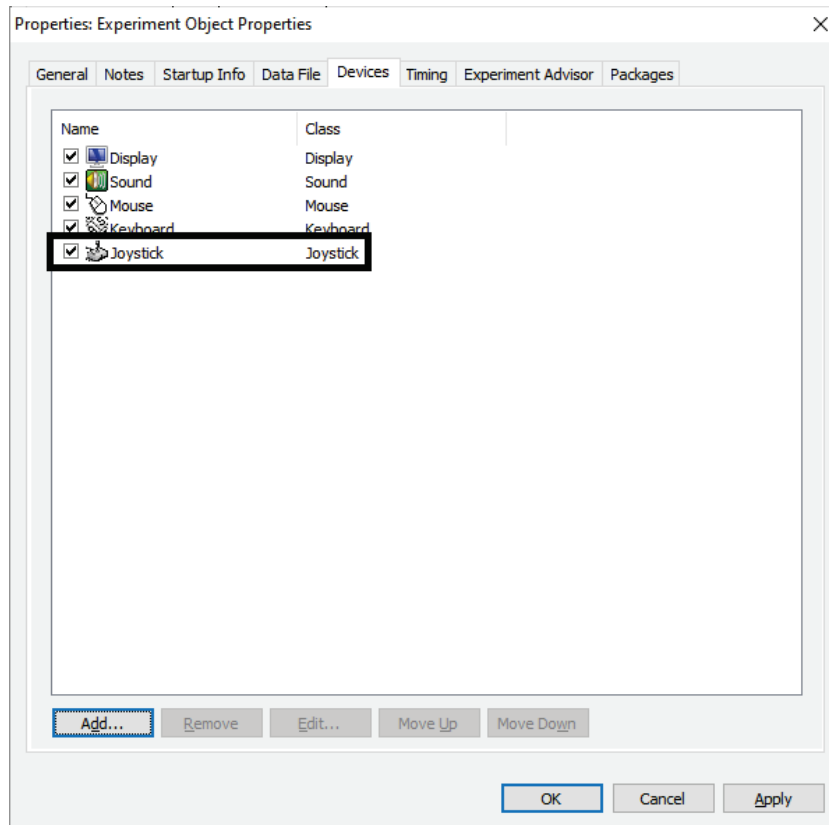 Properties: Experiment Object Properties
General Notes Startup Info Data File Devices Timing Experiment Advisor Packages
Name Class
Display Display
Sound Sound
Mouse Mouse
Keyboard Keyboard
Joystick Joystick
Add... Remove Edit... Move Up Move Down
OK Cancel Apply